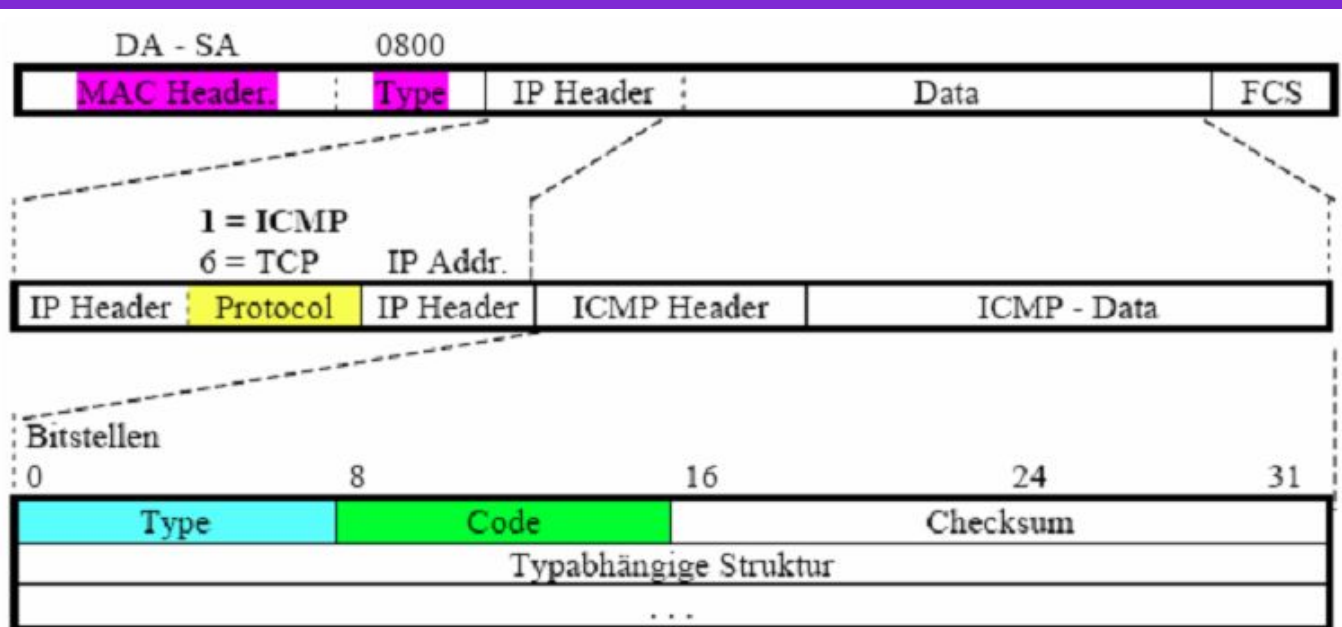 DA - SA 0800
MAC Header. Type IP Header Data FCS
1 = ICMP
6 = TCP IP Addr.
IP Header Protocol IP Header ICMP Header ICMP - Data
Bitstellen
0 8 16 24 31
Type Code Checksum
Typabhängige Struktur
. . .